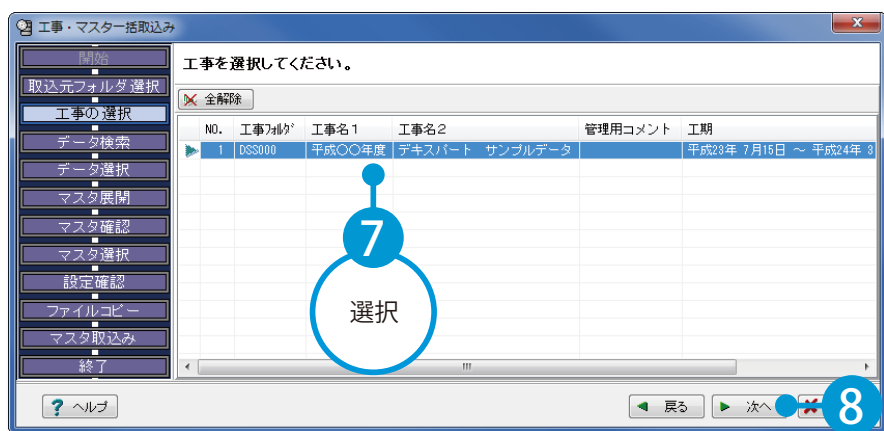 工事・マスター括取込み
開始
取込元フォルダ選択
工事の選択
データ検索
データ選択
マスタ展開
マスタ確認
マスタ選択
設定確認
ファイルコピー
マスタ取込み
終了
工事を選択してください。
全解除
NO. 工事ﾌｫﾙﾀﾞ 工事名1 工事名2 管理用コメント 工期
1 DSS000 平成〇〇年度 デキスパート サンプルデータ 平成23年 7月15日 ～ 平成24年 3
7
選択
ヘルプ 戻る 次へ 8